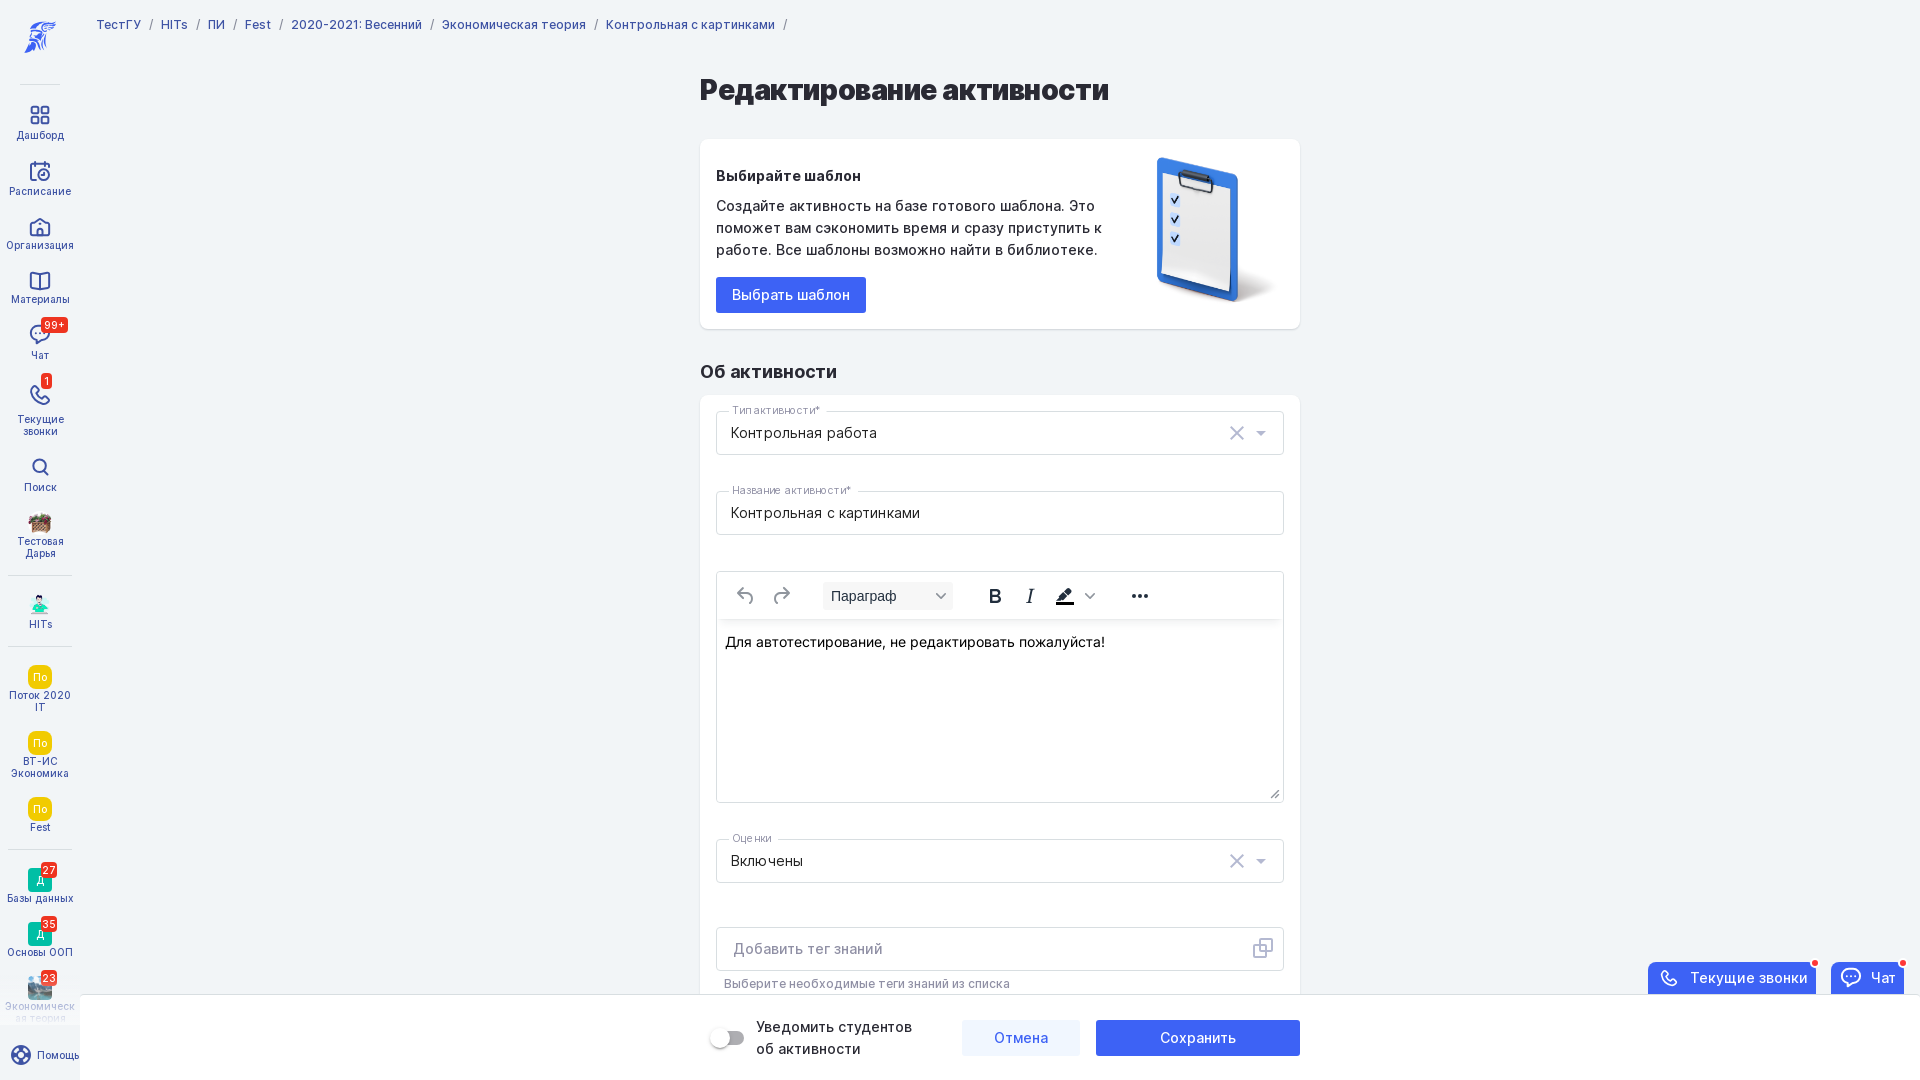 ТестГУ / HITs / ПИ / Fest / 2020-2021: Весенний / Экономическая теория / Контрольная с картинками /
Дашборд
Расписание
Организация
Материалы
99+
Чат
1
Текущие
звонки
Поиск
Тестовая
Дарья
HITs
По
Поток 2020
IT
По
ВТ-ИС
Экономика
По
Fest
27
Д
Базы данных
35
Д
Основы ООП
23
Экономическ
ая теория
Помощь
Редактирование активности
Выбирайте шаблон
Создайте активность на базе готового шаблона. Это
поможет вам сэкономить время и сразу приступить к
работе. Все шаблоны возможно найти в библиотеке.
Выбрать шаблон
Об активности
Тип активности*
Контрольная работа
Название активности*
Контрольная с картинками
Параграф
B I
Для автотестирование, не редактировать пожалуйста!
Оценки
Включены
Добавить тег знаний
Выберите необходимые теги знаний из списка
Текущие звонки
Чат
Уведомить студентов
об активности
Отмена
Сохранить